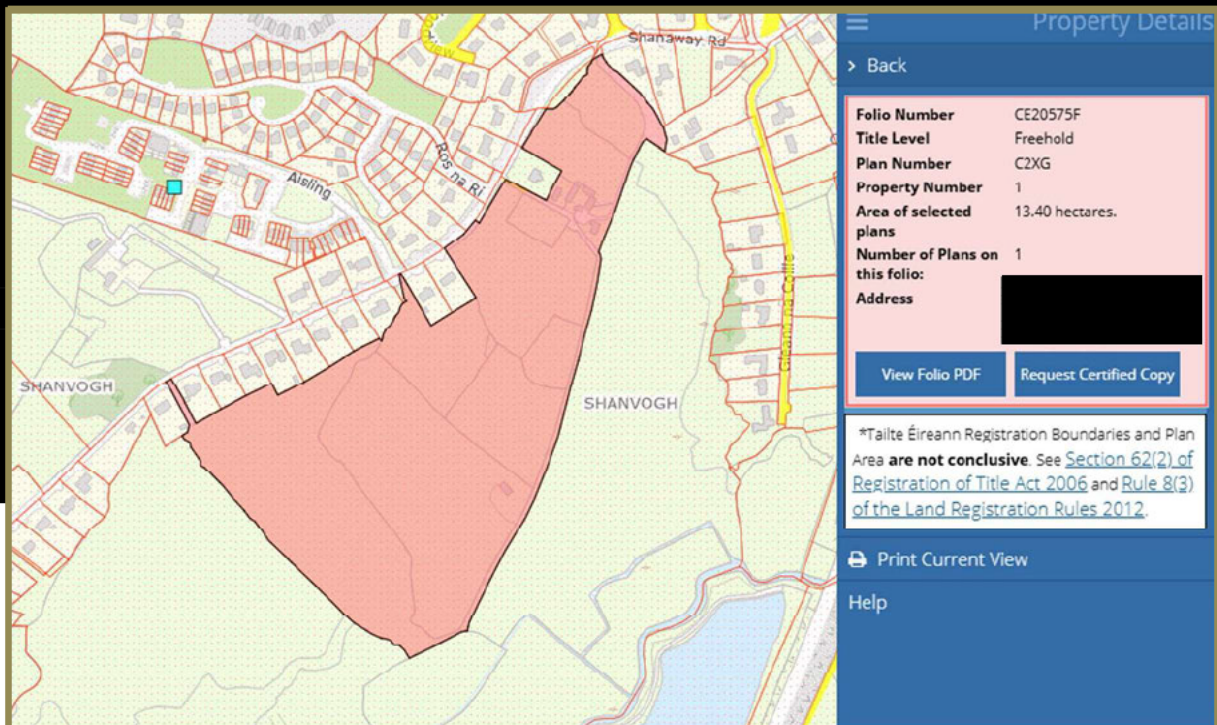 Shanaway Rd
Ros na Ri
Aisling
Gleann na Coille
SHANVOGH
SHANVOGH
Property Details
> Back
Folio Number CE20575F
Title Level Freehold
Plan Number C2XG
Property Number 1
Area of selected 13.40 hectares.
plans
Number of Plans on 1
this folio:
Address
View Folio PDF Request Certified Copy
*Tailte Éireann Registration Boundaries and Plan
Area are not conclusive. See Section 62(2) of
Registration of Title Act 2006 and Rule 8(3)
of the Land Registration Rules 2012.
Print Current View
Help